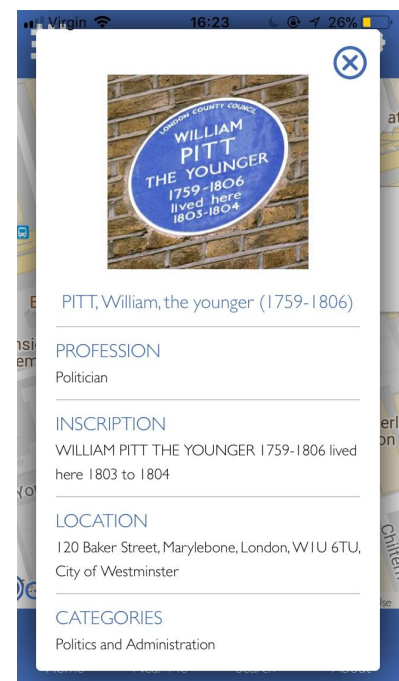 Virgin 16:23 26%
LONDON COUNTY COUNCIL
WILLIAM
PITT
THE YOUNGER
1759-1806
lived here
1803-1804
PITT, William, the younger (1759-1806)
PROFESSION
Politician
INSCRIPTION
WILLIAM PITT THE YOUNGER 1759-1806 lived
here 1803 to 1804
LOCATION
120 Baker Street, Marylebone, London, W1U 6TU,
City of Westminster
CATEGORIES
Politics and Administration